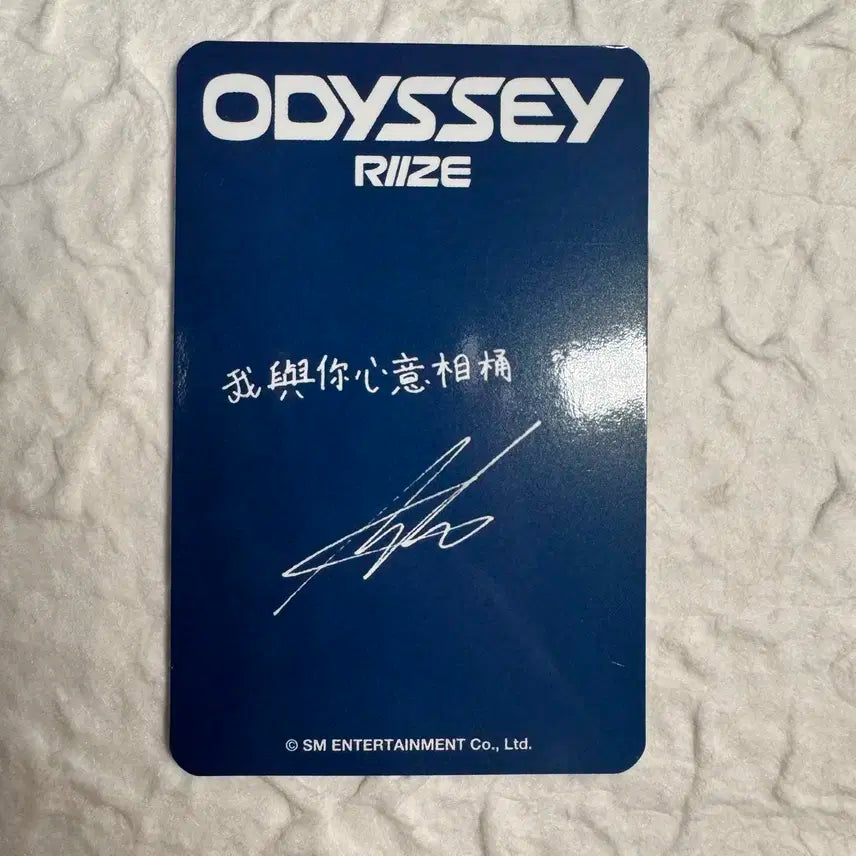 ODYSSEY
RIIZE
我與你心意相桶
© SM ENTERTAINMENT Co., Ltd.